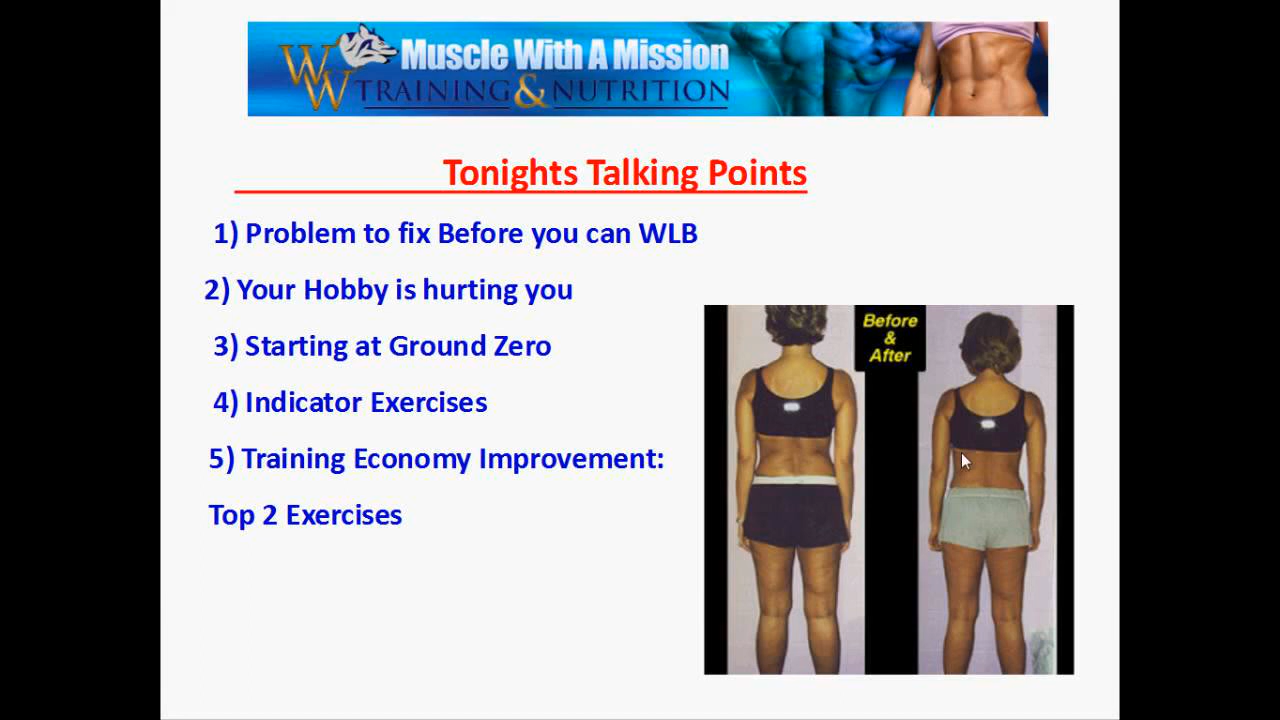 WW Muscle With A Mission
TRAINING & NUTRITION
Tonights Talking Points
1) Problem to fix Before you can WLB
2) Your Hobby is hurting you
3) Starting at Ground Zero
4) Indicator Exercises
5) Training Economy Improvement:
Top 2 Exercises
Before
&
After